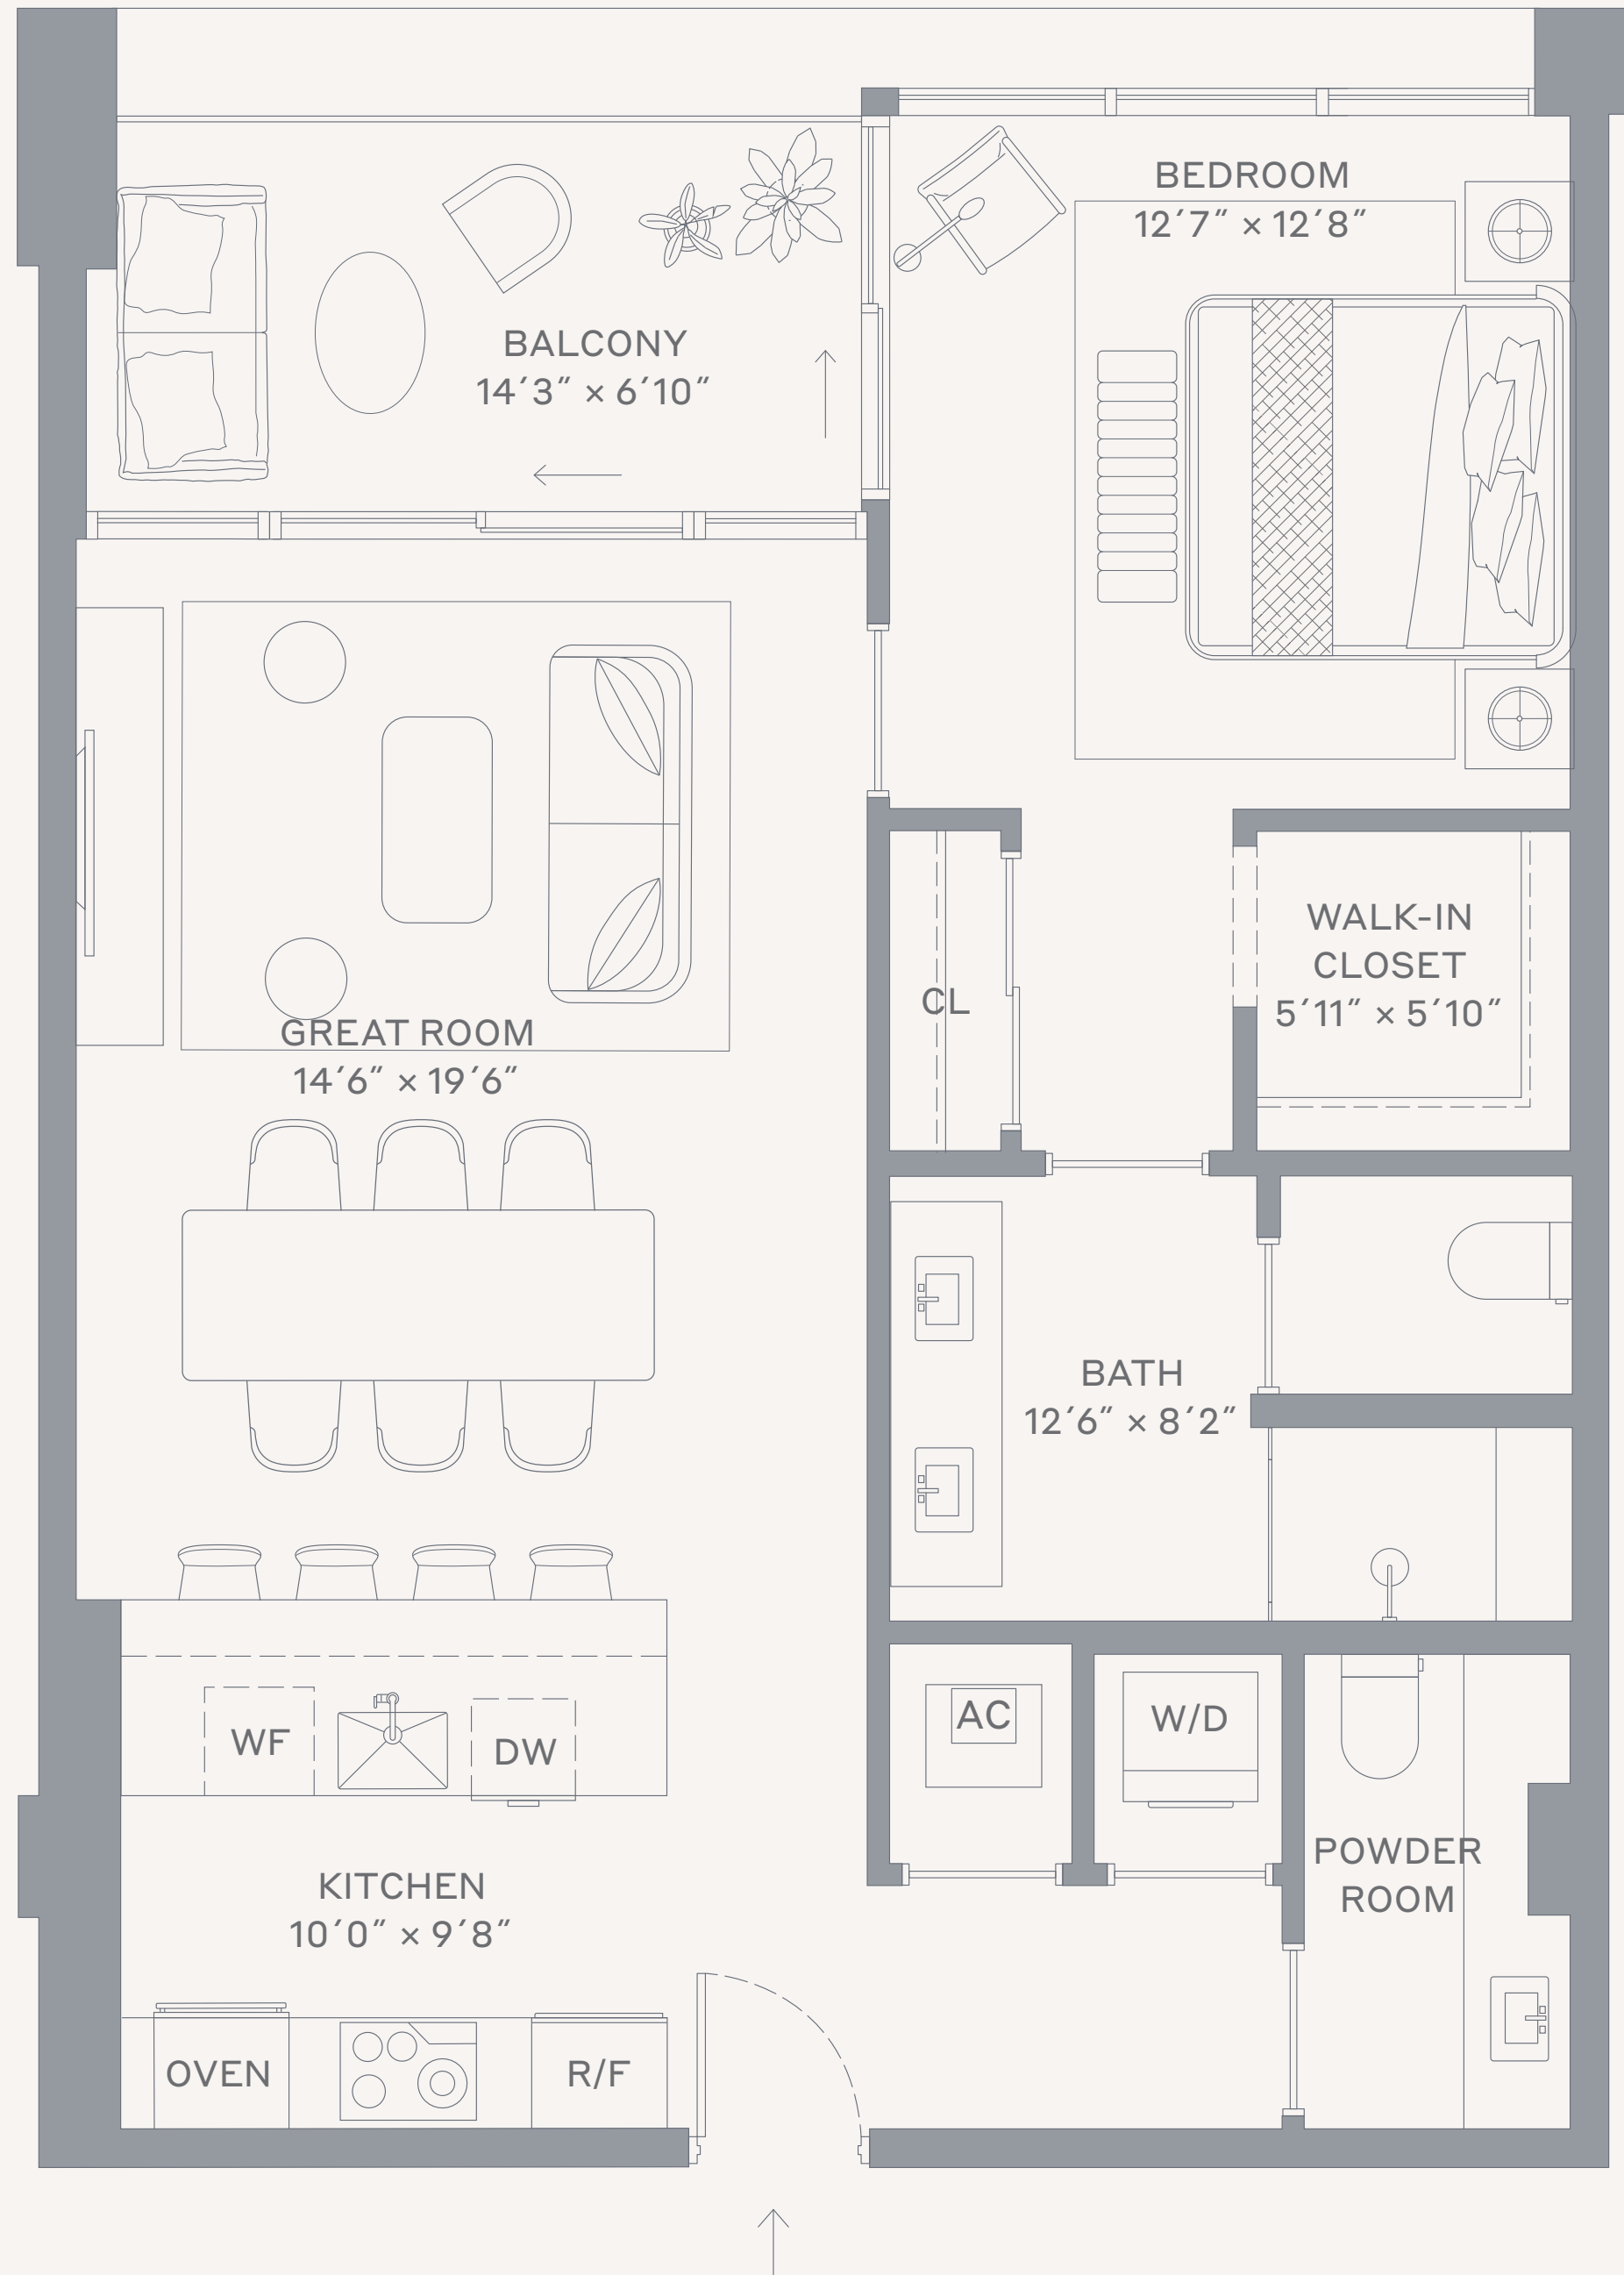 BEDROOM
12´7˝ × 12´8˝
BALCONY
14´3˝ × 6´10˝
WALK-IN
CLOSET
5´11˝ × 5´10˝
CL
GREAT ROOM
14´6˝ × 19´6˝
BATH
12´6˝ × 8´2˝
WF
DW
AC
W/D
KITCHEN
10´0˝ × 9´8˝
POWDER
ROOM
OVEN
R/F